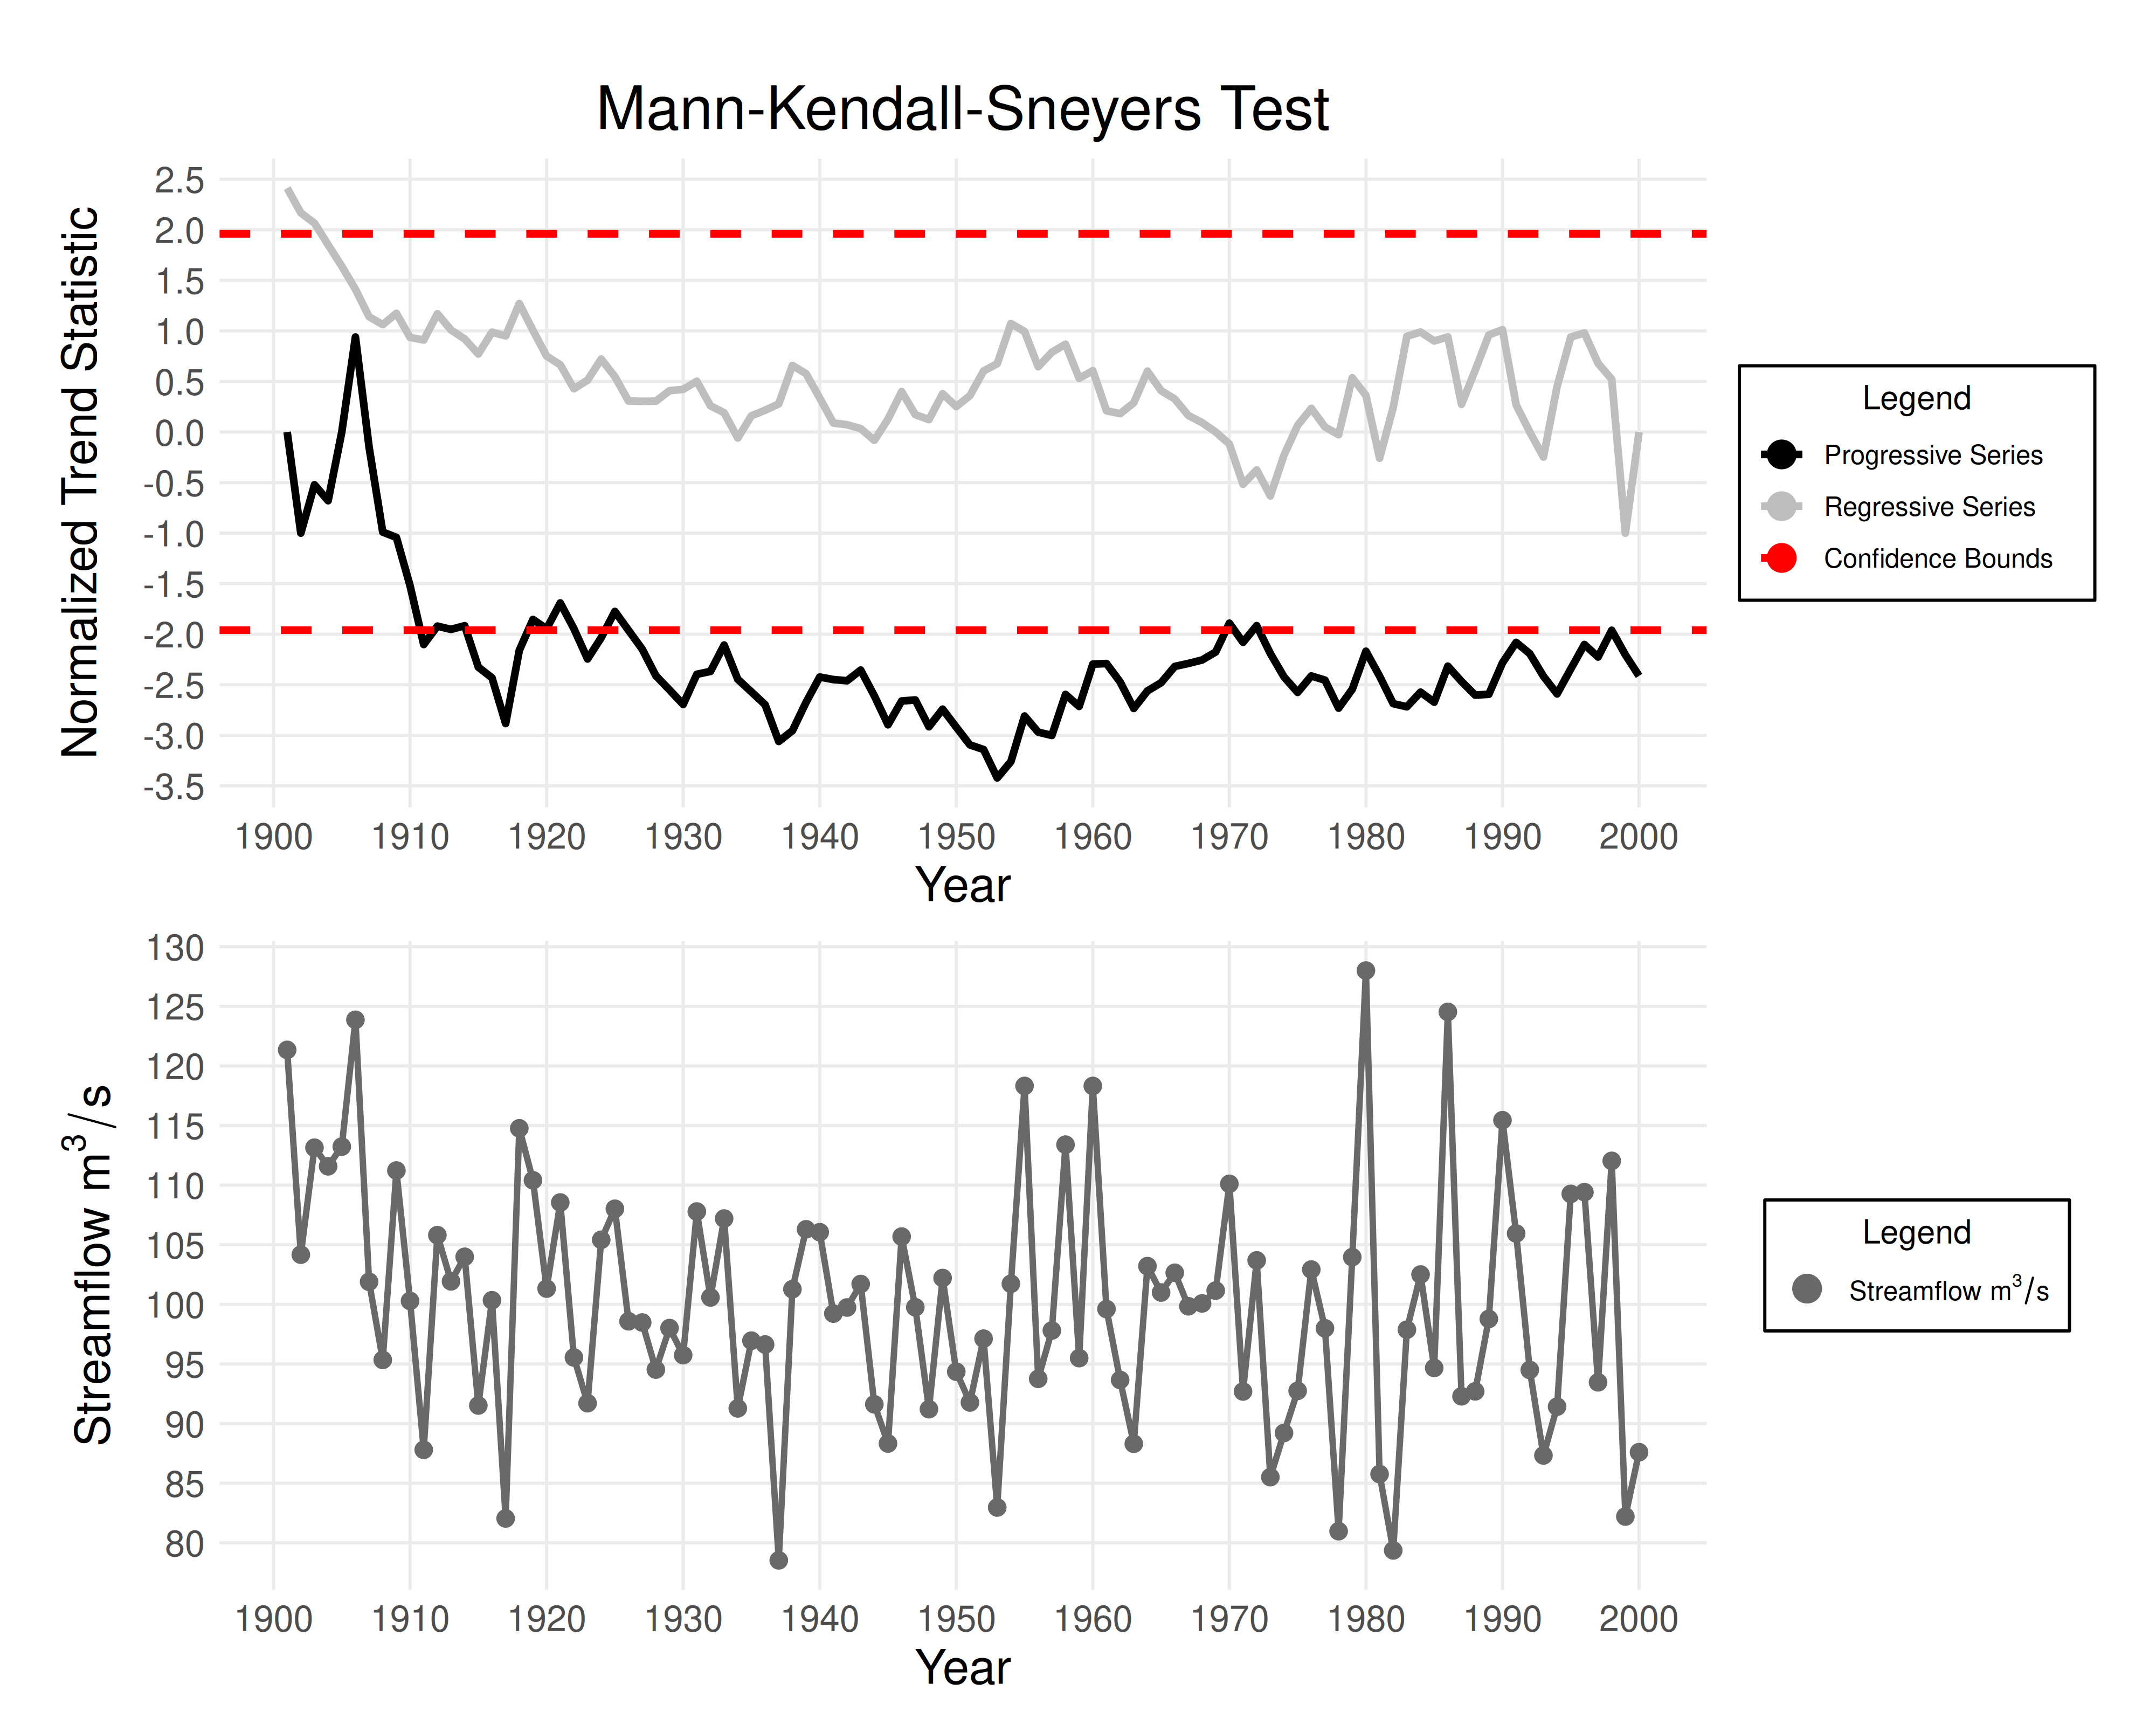 Mann-Kendall-Sneyers Test
Normalized Trend Statistic
2.5
2.0
1.5
1.0
0.5
0.0
-0.5
-1.0
-1.5
-2.0
-2.5
-3.0
-3.5
1900 1910 1920 1930 1940 1950 1960 1970 1980 1990 2000
Year
Legend
Progressive Series
Regressive Series
Confidence Bounds
Streamflow m³/s
130
125
120
115
110
105
100
95
90
85
80
1900 1910 1920 1930 1940 1950 1960 1970 1980 1990 2000
Year
Legend
Streamflow m³/s